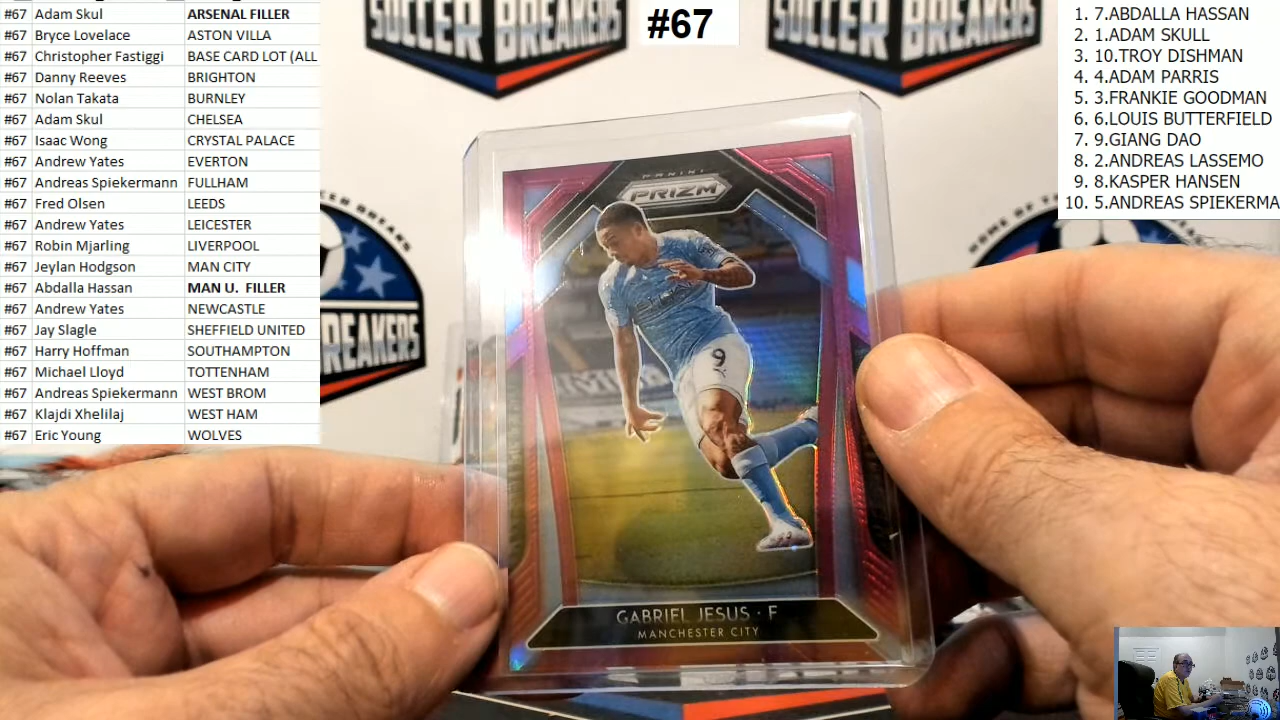 #67 Adam Skul ARSENAL FILLER
#67 Bryce Lovelace ASTON VILLA
#67 Christopher Fastiggi BASE CARD LOT (ALL
#67 Danny Reeves BRIGHTON
#67 Nolan Takata BURNLEY
#67 Adam Skul CHELSEA
#67 Isaac Wong CRYSTAL PALACE
#67 Andrew Yates EVERTON
#67 Andreas Spiekermann FULLHAM
#67 Fred Olsen LEEDS
#67 Andrew Yates LEICESTER
#67 Robin Mjarling LIVERPOOL
#67 Jeylan Hodgson MAN CITY
#67 Abdalla Hassan MAN U. FILLER
#67 Andrew Yates NEWCASTLE
#67 Jay Slagle SHEFFIELD UNITED
#67 Harry Hoffman SOUTHAMPTON
#67 Michael Lloyd TOTTENHAM
#67 Andreas Spiekermann WEST BROM
#67 Klajdi Xhelilaj WEST HAM
#67 Eric Young WOLVES
SOCCER BREAKERS
#67
SOCCER BREAKERS
1. 7.ABDALLA HASSAN
2. 1.ADAM SKULL
3. 10.TROY DISHMAN
4. 4.ADAM PARRIS
5. 3.FRANKIE GOODMAN
6. 6.LOUIS BUTTERFIELD
7. 9.GIANG DAO
8. 2.ANDREAS LASSEMO
9. 8.KASPER HANSEN
10. 5.ANDREAS SPIEKERMA
BREAKS
BREAKERS
HOME OF
PANINI
PRIZM
9
GABRIEL JESUS · F
MANCHESTER CITY